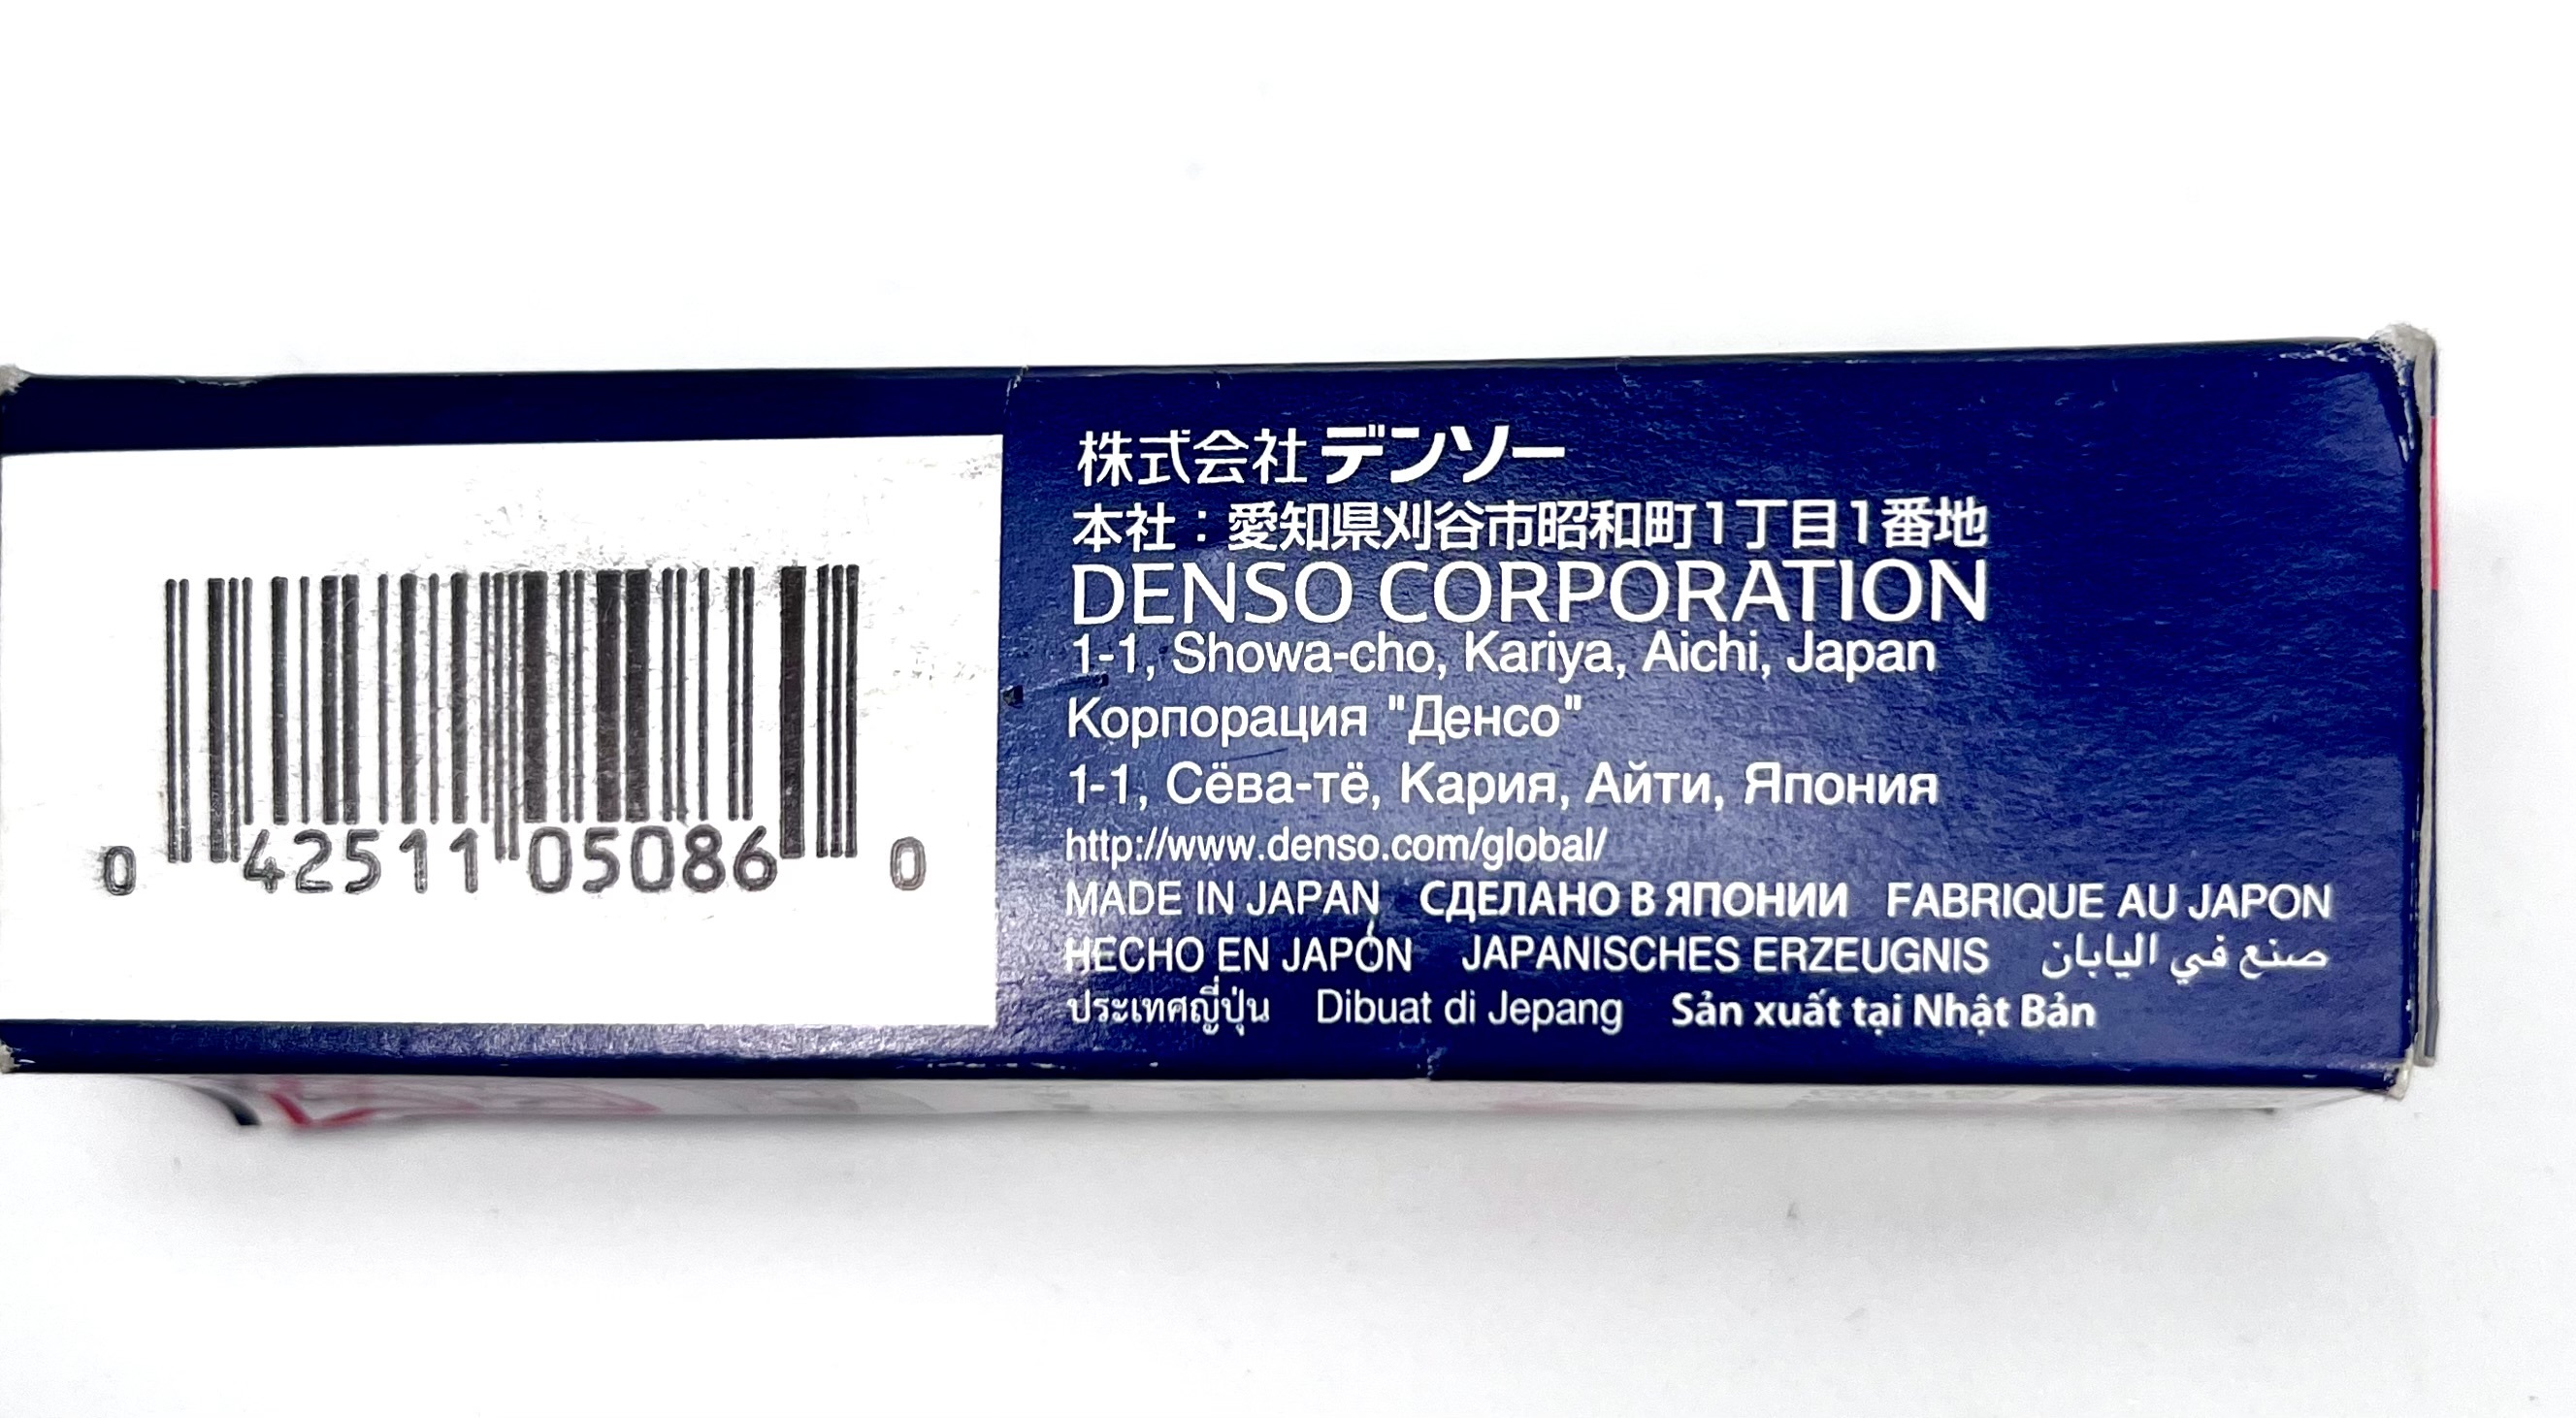 株式会社 デンソー
本社：愛知県刈谷市昭和町1丁目1番地
DENSO CORPORATION
1-1, Showa-cho, Kariya, Aichi, Japan
Корпорация "Денсо"
1-1, Сёва-тё, Кария, Айти, Япония
http://www.denso.com/global/
MADE IN JAPAN СДЕЛАНО В ЯПОНИИ FABRIQUE AU JAPON
HECHO EN JAPÓN JAPANISCHES ERZEUGNIS صنع في اليابان
ประเทศญี่ปุ่น Dibuat di Jepang Sản xuất tại Nhật Bản
0 42511 05086 0